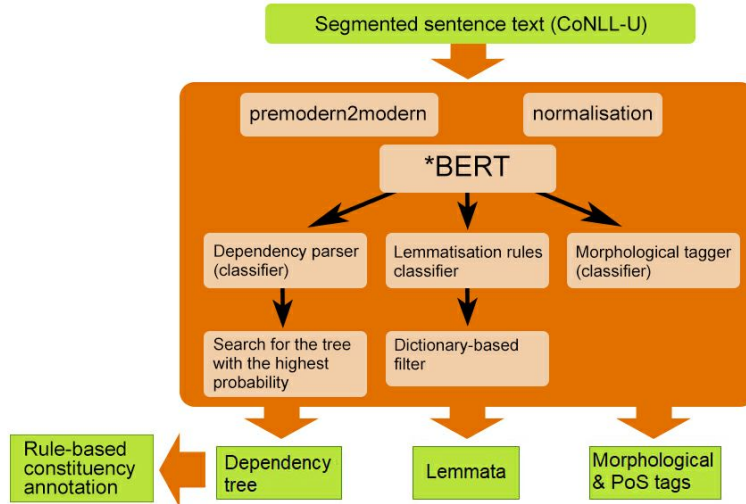 Segmented sentence text (CoNLL-U)
premodern2modern
normalisation
*BERT
Dependency parser
(classifier)
Lemmatisation rules
classifier
Morphological tagger
(classifier)
Search for the tree
with the highest
probability
Dictionary-based
filter
Rule-based
constituency
annotation
Dependency
tree
Lemmata
Morphological
& PoS tags